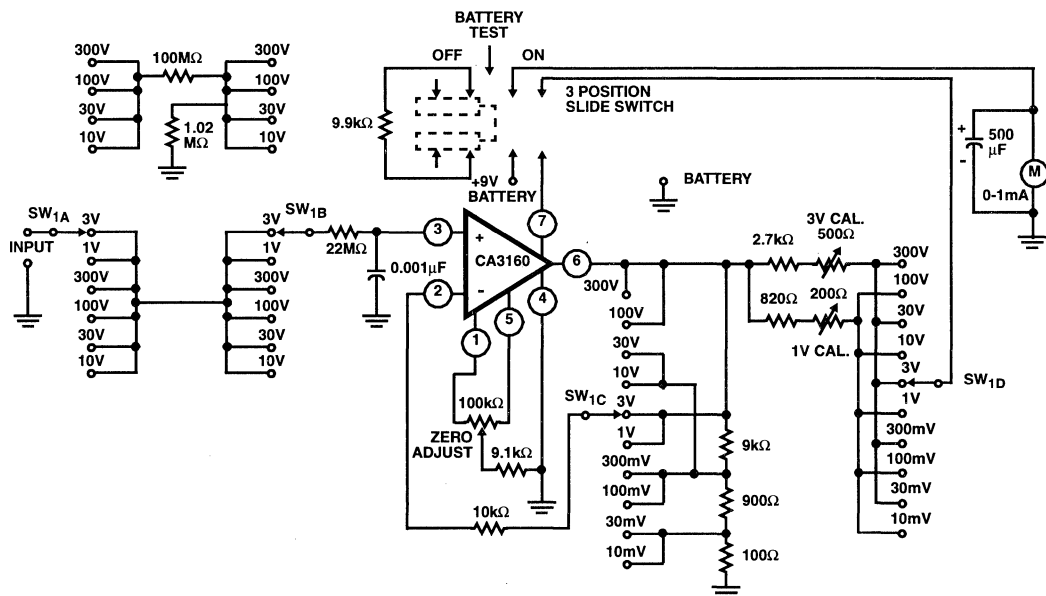 BATTERY
TEST
OFF
ON
3 POSITION
SLIDE SWITCH
9.9kΩ
+9V
BATTERY
BATTERY
+
500
µF
-
M
0-1mA
300V
100V
30V
10V
100MΩ
1.02
MΩ
300V
100V
30V
10V
SW1A
INPUT
3V
1V
300V
100V
30V
10V
3V
1V
300V
100V
30V
10V
SW1B
22MΩ
0.001µF
3
+
2
-
CA3160
7
6
4
5
1
100kΩ
ZERO
ADJUST
9.1kΩ
10kΩ
SW1C
300V
100V
30V
10V
3V
1V
300mV
100mV
30mV
10mV
9kΩ
900Ω
100Ω
2.7kΩ
3V CAL.
500Ω
820Ω
200Ω
1V CAL.
300V
100V
30V
10V
3V
1V
300mV
100mV
30mV
10mV
SW1D